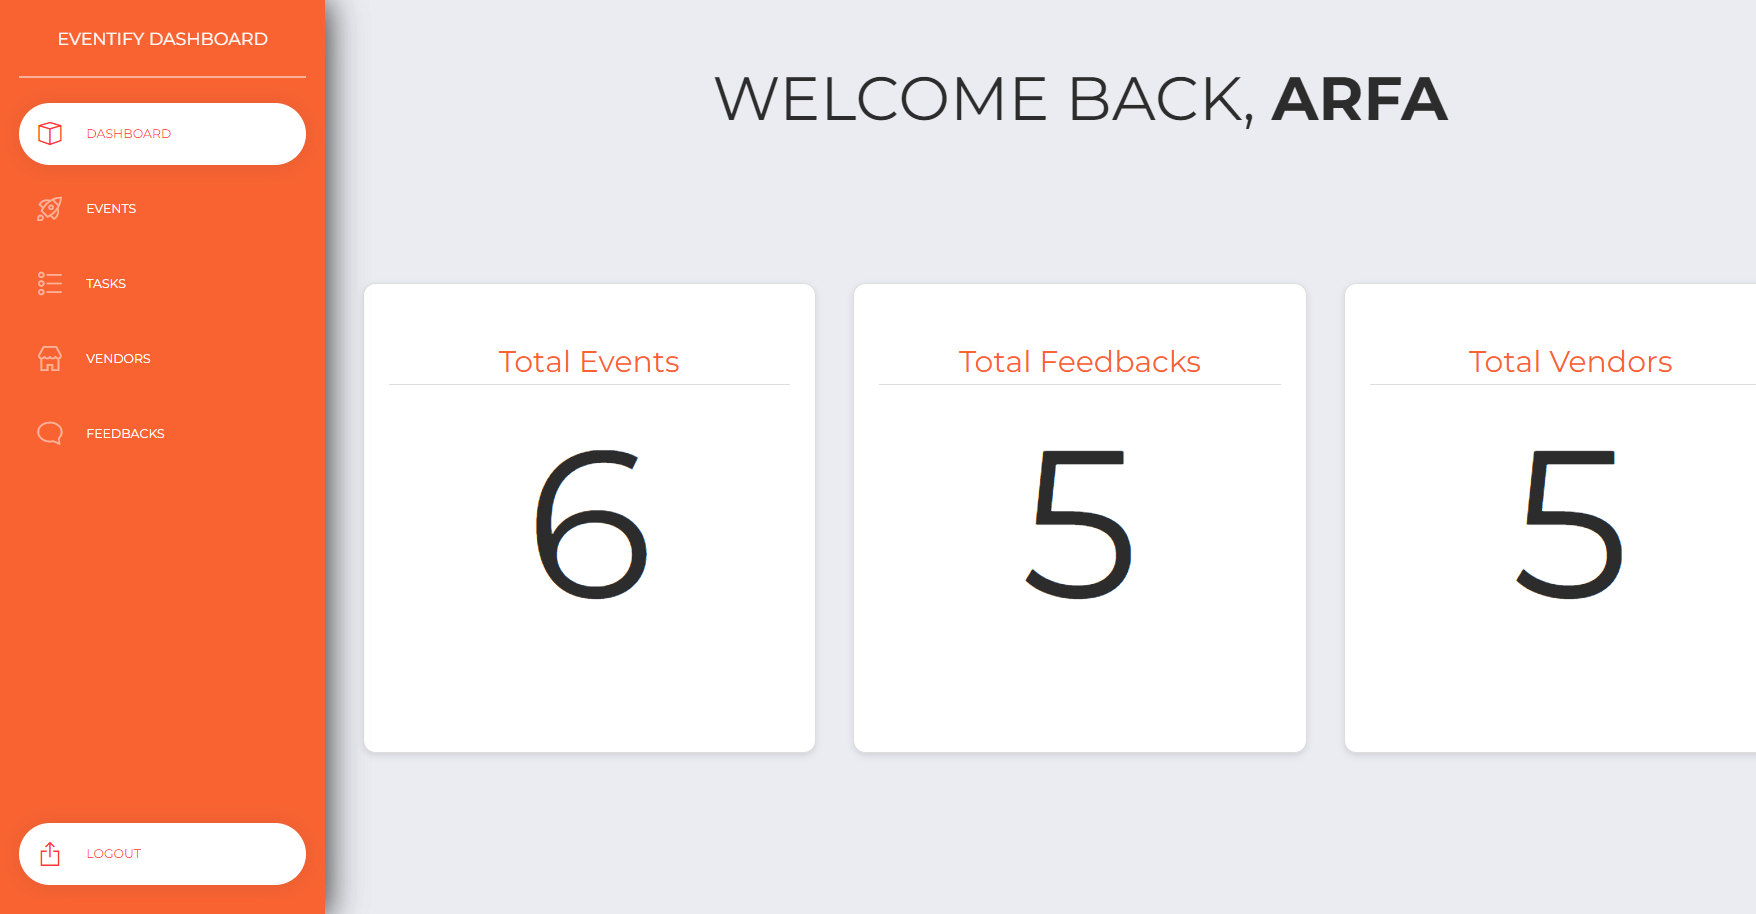 EVENTIFY DASHBOARD
DASHBOARD
EVENTS
TASKS
VENDORS
FEEDBACKS
LOGOUT
WELCOME BACK, ARFA
Total Events
6
Total Feedbacks
5
Total Vendors
5